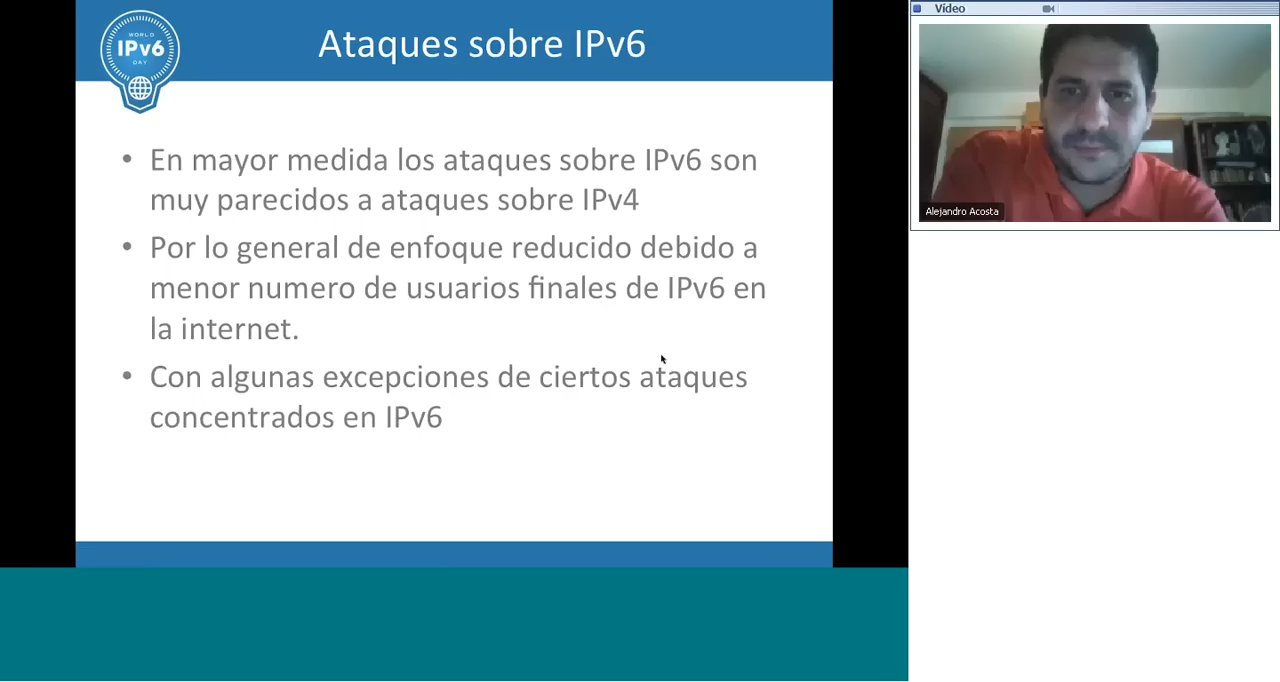 WORLD
IPv6
DAY
Ataques sobre IPv6
• En mayor medida los ataques sobre IPv6 son
muy parecidos a ataques sobre IPv4
• Por lo general de enfoque reducido debido a
menor numero de usuarios finales de IPv6 en
la internet.
• Con algunas excepciones de ciertos ataques
concentrados en IPv6
Vídeo
Alejandro Acosta